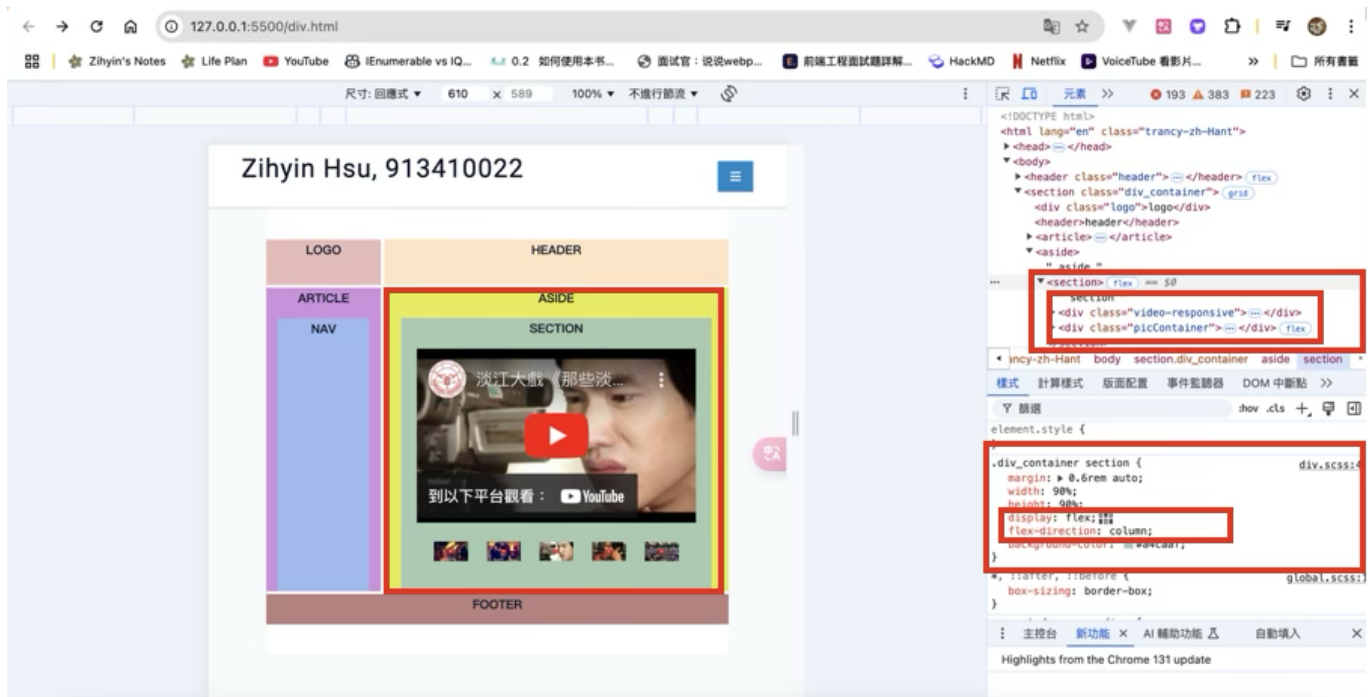 127.0.0.1:5500/div.html
Zihyin's Notes
Life Plan
YouTube
IEnumerable vs IQ...
0.2 如何使用本书...
面试官：说说webp...
前端工程面試題詳解...
HackMD
Netflix
VoiceTube 看影片...
»
所有書籤
尺寸: 回應式 ▼
610 x 589
100% ▼
不進行節流 ▼
元素
»
193
383
223
Zihyin Hsu, 913410022
LOGO
HEADER
ARTICLE
ASIDE
NAV
SECTION
淡江大戲《那些淡...
到以下平台觀看： YouTube
FOOTER
<!DOCTYPE html>
<html lang="en" class="trancy-zh-Hant">
<head> </head>
<body>
<header class="header"> </header> flex
<section class="div_container"> grid
<div class="logo">logo</div>
<header>header</header>
<article> </article>
<aside>
" aside "
<section> flex == $0
section
<div class="video-responsive"> </div>
<div class="picContainer"> </div> flex
ancy-zh-Hant body section.div_container aside section
樣式 計算樣式 版面配置 事件監聽器 DOM 中斷點 »
篩選
:hov .cls
element.style {
.div_container section {
div.scss:4
margin: ▶ 0.6rem auto;
width: 90%;
height: 90%;
display: flex;
flex-direction: column;
background-color: #a4caaf;
}
*, ::after, ::before {
global.scss:1
box-sizing: border-box;
}
主控台 新功能 × AI 輔助功能 自動填入
Highlights from the Chrome 131 update